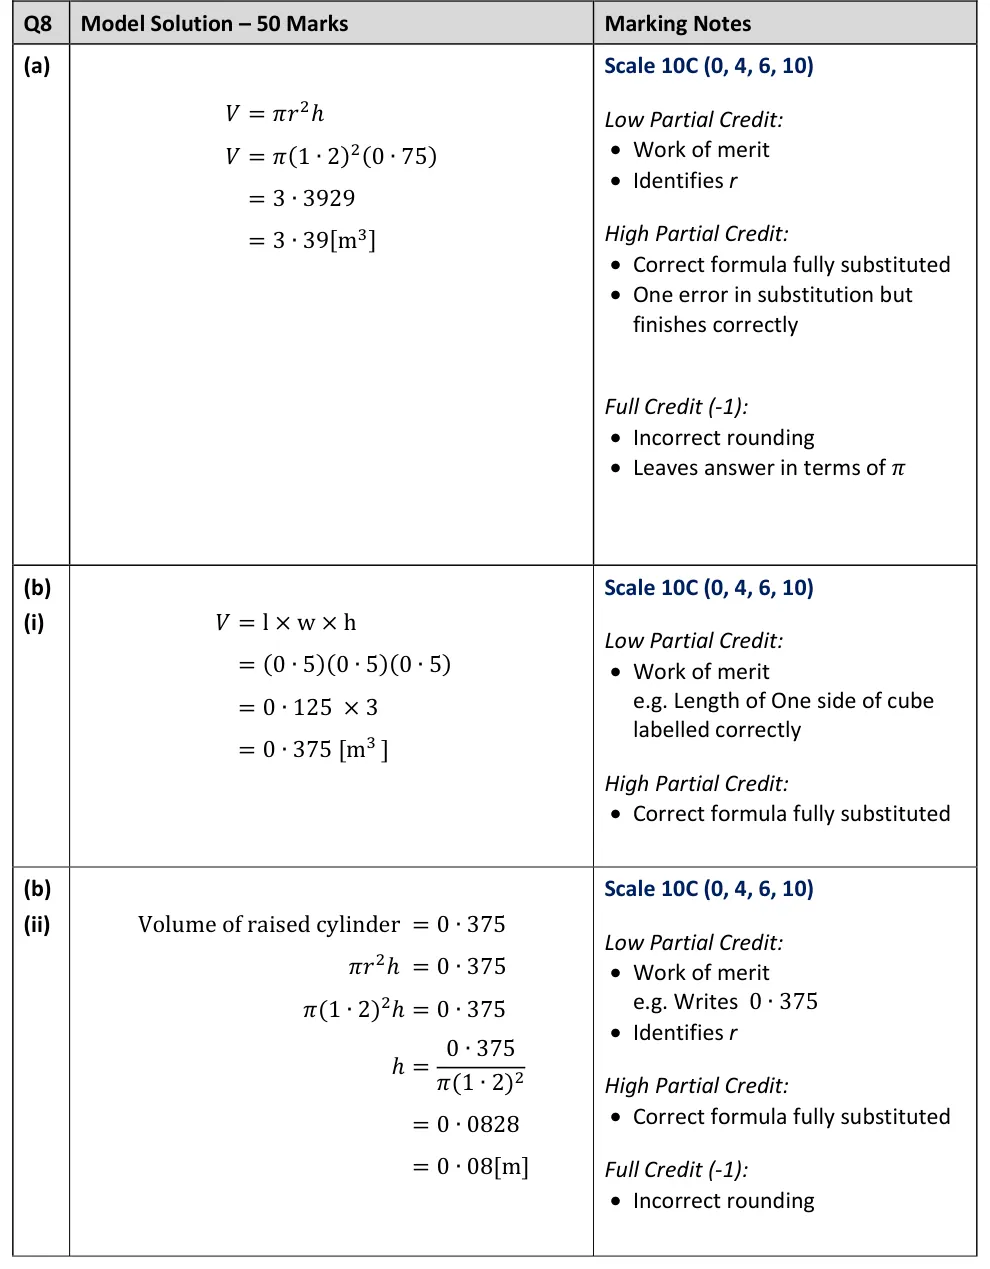 Q8 Model Solution – 50 Marks Marking Notes
(a)
𝑉 = 𝜋𝑟²ℎ
𝑉 = 𝜋(1 · 2)²(0 · 75)
= 3 · 3929
= 3 · 39[m³]
Scale 10C (0, 4, 6, 10)
Low Partial Credit:
• Work of merit
• Identifies r
High Partial Credit:
• Correct formula fully substituted
• One error in substitution but
finishes correctly
Full Credit (-1):
• Incorrect rounding
• Leaves answer in terms of 𝜋
(b)
(i)
𝑉 = l × w × h
= (0 · 5)(0 · 5)(0 · 5)
= 0 · 125 × 3
= 0 · 375 [m³ ]
Scale 10C (0, 4, 6, 10)
Low Partial Credit:
• Work of merit
e.g. Length of One side of cube
labelled correctly
High Partial Credit:
• Correct formula fully substituted
(b)
(ii)
Volume of raised cylinder = 0 · 375
𝜋𝑟²ℎ = 0 · 375
𝜋(1 · 2)²ℎ = 0 · 375
ℎ = 0 · 375 / 𝜋(1 · 2)²
= 0 · 0828
= 0 · 08[m]
Scale 10C (0, 4, 6, 10)
Low Partial Credit:
• Work of merit
e.g. Writes 0 · 375
• Identifies r
High Partial Credit:
• Correct formula fully substituted
Full Credit (-1):
• Incorrect rounding